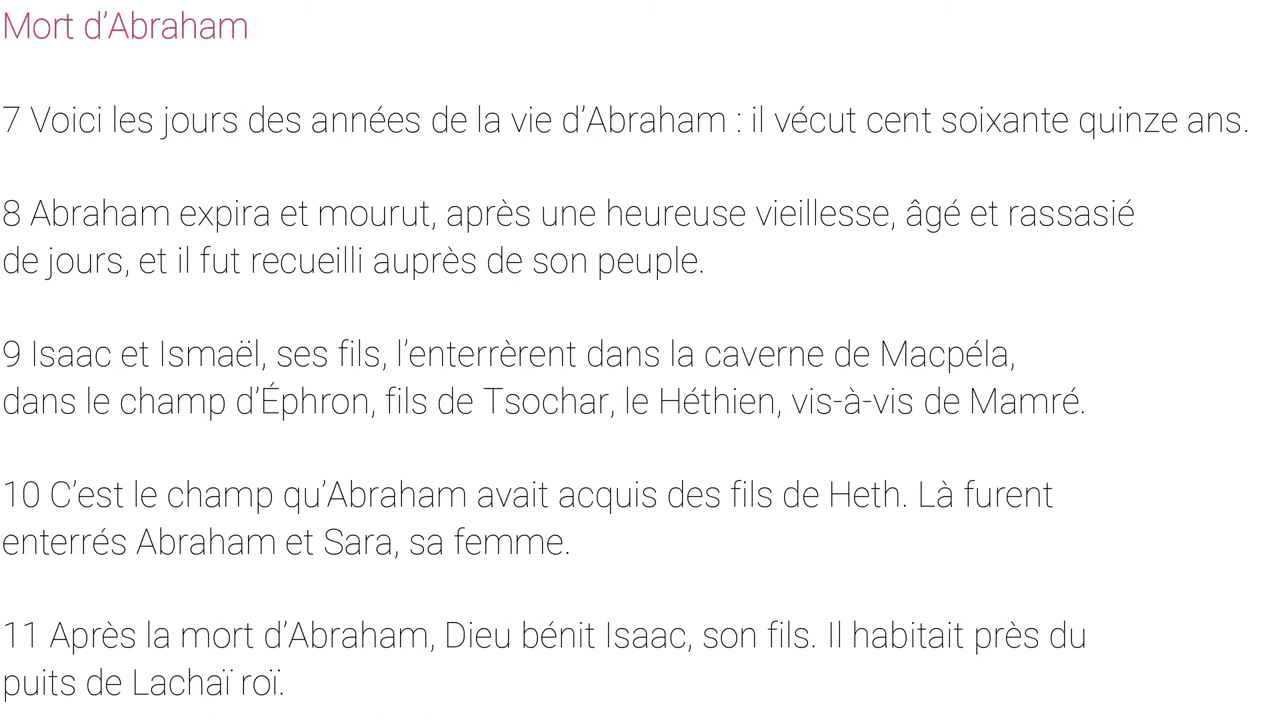 Mort d’Abraham
7 Voici les jours des années de la vie d’Abraham : il vécut cent soixante quinze ans.
8 Abraham expira et mourut, après une heureuse vieillesse, âgé et rassasié
de jours, et il fut recueilli auprès de son peuple.
9 Isaac et Ismaël, ses fils, l’enterrèrent dans la caverne de Macpéla,
dans le champ d’Éphron, fils de Tsochar, le Héthien, vis-à-vis de Mamré.
10 C’est le champ qu’Abraham avait acquis des fils de Heth. Là furent
enterrés Abraham et Sara, sa femme.
11 Après la mort d’Abraham, Dieu bénit Isaac, son fils. Il habitait près du
puits de Lachaï roï.